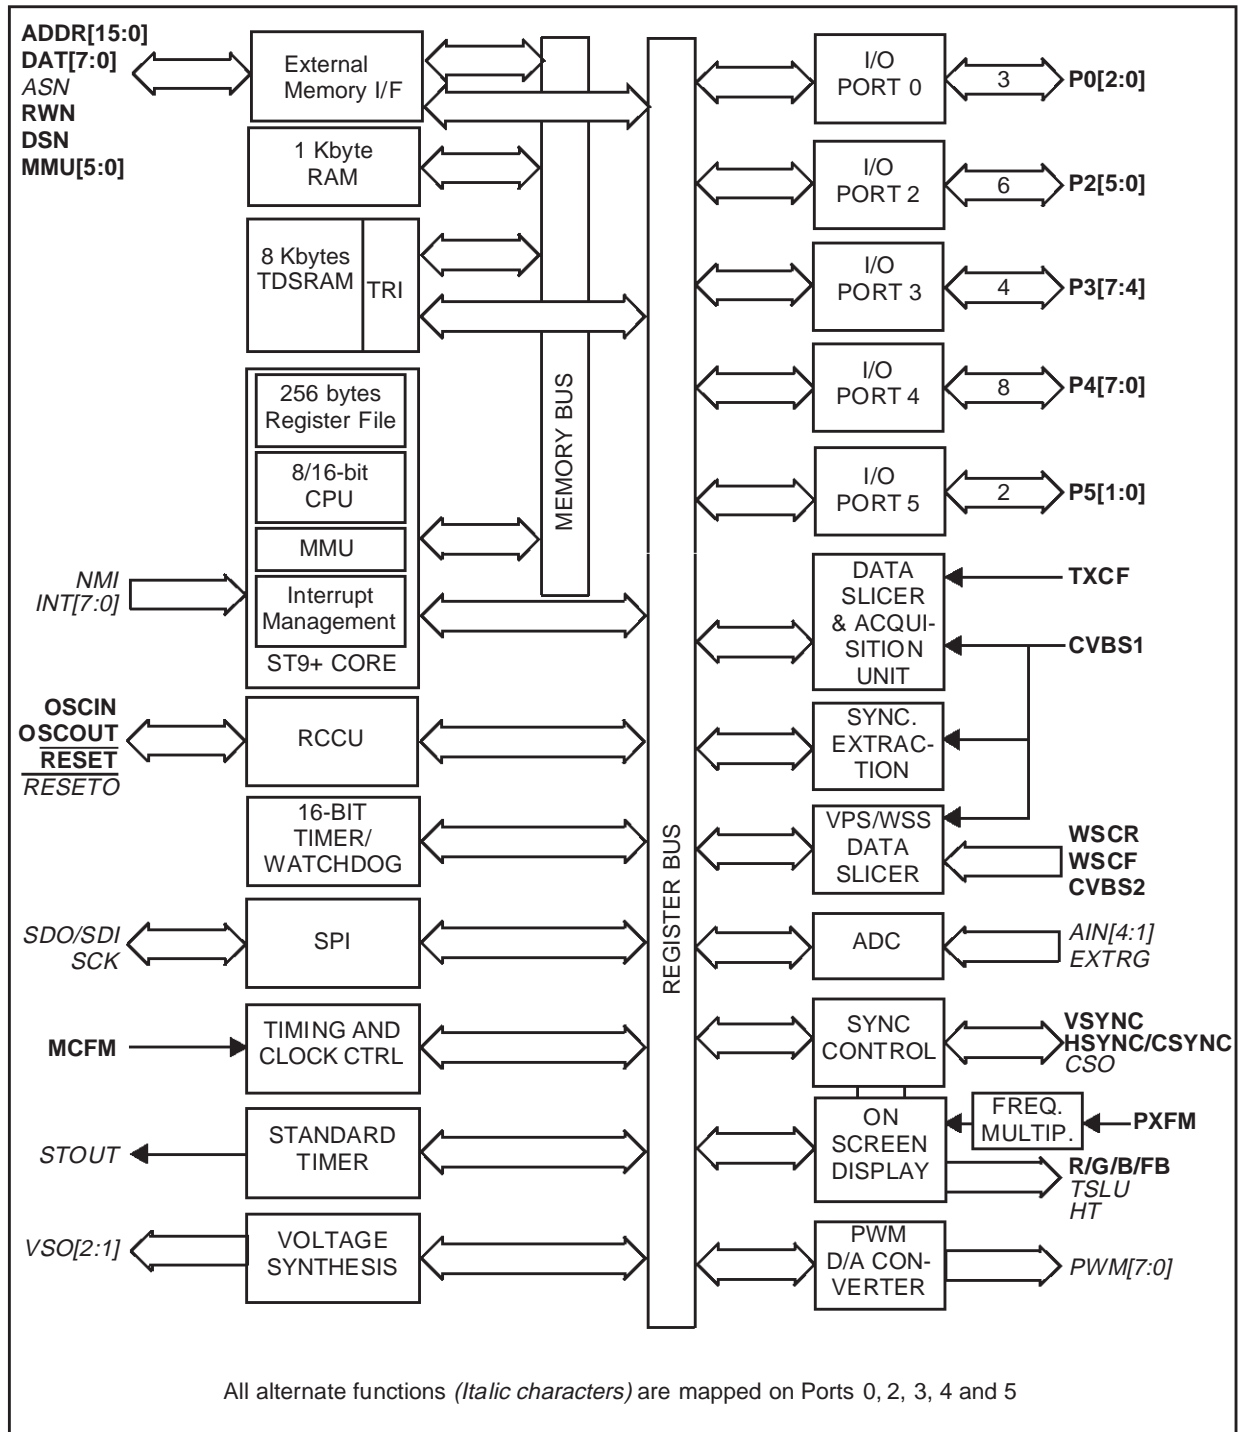 ADDR[15:0]
DAT[7:0]
ASN
RWN
DSN
MMU[5:0]
External
Memory I/F
1 Kbyte
RAM
8 Kbytes
TDSRAM
TRI
256 bytes
Register File
8/16-bit
CPU
MMU
Interrupt
Management
ST9+ CORE
NMI
INT[7:0]
OSCIN
OSCOUT
RESET
RESETO
RCCU
16-BIT
TIMER/
WATCHDOG
SDO/SDI
SCK
SPI
MCFM
TIMING AND
CLOCK CTRL
STOUT
STANDARD
TIMER
VSO[2:1]
VOLTAGE
SYNTHESIS
MEMORY BUS
REGISTER BUS
I/O
PORT 0
3
P0[2:0]
I/O
PORT 2
6
P2[5:0]
I/O
PORT 3
4
P3[7:4]
I/O
PORT 4
8
P4[7:0]
I/O
PORT 5
2
P5[1:0]
DATA
SLICER
& ACQUI-
SITION
UNIT
TXCF
CVBS1
SYNC.
EXTRAC-
TION
VPS/WSS
DATA
SLICER
WSCR
WSCF
CVBS2
ADC
AIN[4:1]
EXTRG
SYNC
CONTROL
VSYNC
HSYNC/CSYNC
CSO
ON
SCREEN
DISPLAY
FREQ.
MULTIP.
PXFM
R/G/B/FB
TSLU
HT
PWM
D/A CON-
VERTER
PWM[7:0]
All alternate functions (Italic characters) are mapped on Ports 0, 2, 3, 4 and 5